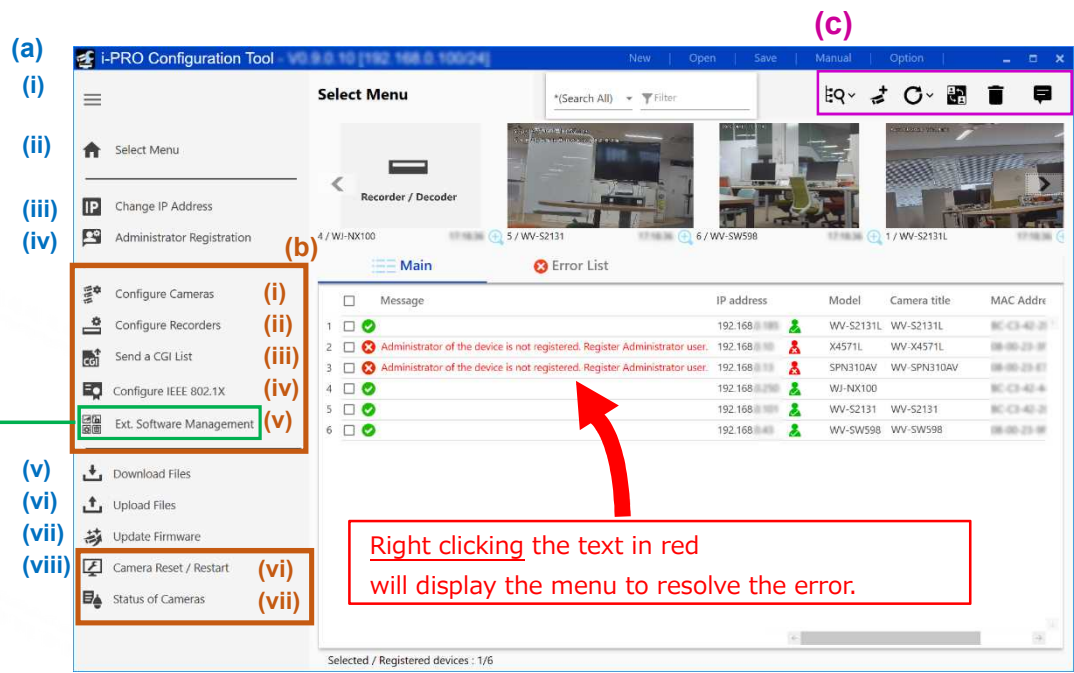 (c)
(a)
i-PRO Configuration Tool
New | Open | Save | Manual | Option |
(i)
Select Menu
*(Search All) Filter
(ii) Select Menu
Recorder / Decoder
(iii) Change IP Address
(iv) Administrator Registration
4 / WJ-NX100 5 / WV-S2131 6 / WV-SW598 1 / WV-S2131L
(b)
Main Error List
Configure Cameras (i)
Configure Recorders (ii)
Send a CGI List (iii)
Configure IEEE 802.1X (iv)
Ext. Software Management (v)
Message IP address Model Camera title MAC Addre
1 192.168 WV-S2131L WV-S2131L
2 Administrator of the device is not registered. Register Administrator user. 192.168 X4571L WV-X4571L
3 Administrator of the device is not registered. Register Administrator user. 192.168 SPN310AV WV-SPN310AV
4 192.168 WJ-NX100
5 192.168 WV-S2131 WV-S2131
6 192.168 WV-SW598 WV-SW598
(v) Download Files
(vi) Upload Files
(vii) Update Firmware
(viii) Camera Reset / Restart (vi)
Status of Cameras (vii)
Right clicking the text in red
will display the menu to resolve the error.
Selected / Registered devices : 1/6